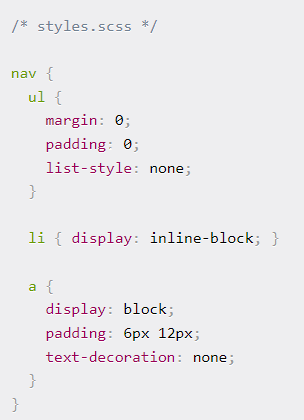 /* styles.scss */
nav {
ul {
margin: 0;
padding: 0;
list-style: none;
}
li { display: inline-block; }
a {
display: block;
padding: 6px 12px;
text-decoration: none;
}
}